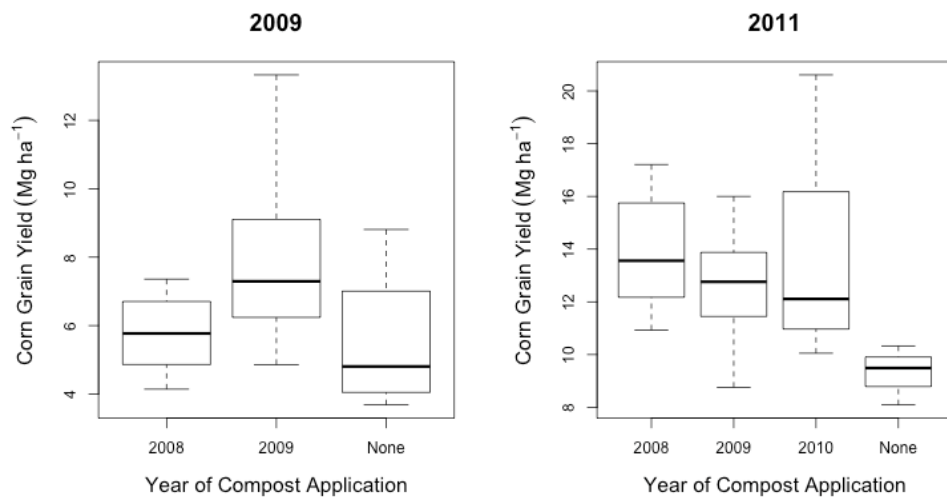 2009
Corn Grain Yield (Mg ha⁻¹)
12
10
8
6
4
2008 2009 None
Year of Compost Application
2011
Corn Grain Yield (Mg ha⁻¹)
20
18
16
14
12
10
8
2008 2009 2010 None
Year of Compost Application